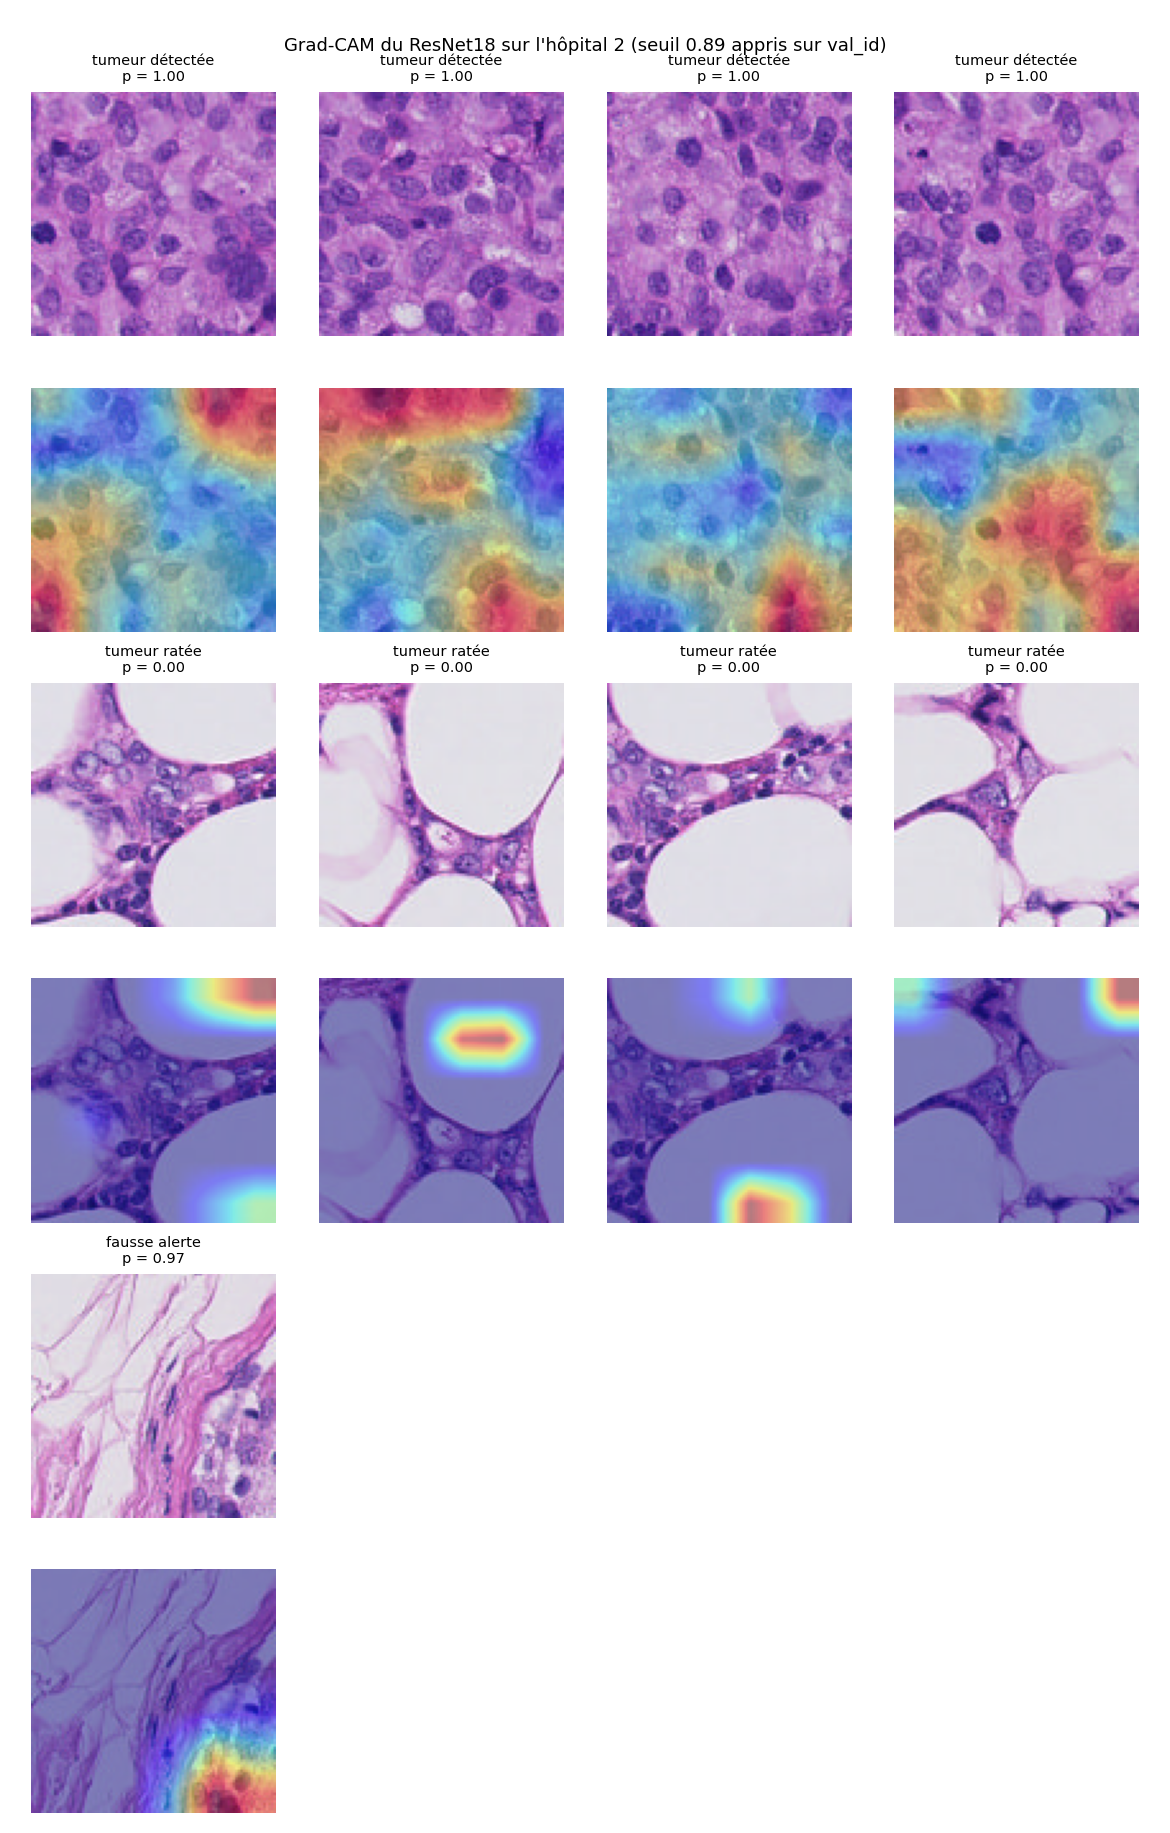 Grad-CAM du ResNet18 sur l'hôpital 2 (seuil 0.89 appris sur val_id)
tumeur détectée
p = 1.00
tumeur détectée
p = 1.00
tumeur détectée
p = 1.00
tumeur détectée
p = 1.00
tumeur ratée
p = 0.00
tumeur ratée
p = 0.00
tumeur ratée
p = 0.00
tumeur ratée
p = 0.00
fausse alerte
p = 0.97